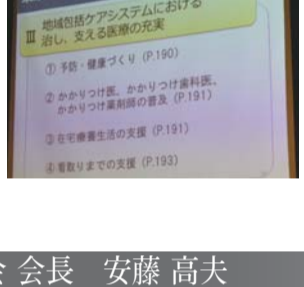 Ⅲ 地域包括ケアシステムにおける
治し、支える医療の充実
① 予防・健康づくり（P.190）
② かかりつけ医、かかりつけ歯科医、
かかりつけ薬剤師の普及（P.191）
③ 在宅療養生活の支援（P.191）
④ 看取りまでの支援（P.193）
会 会長 安藤 高夫